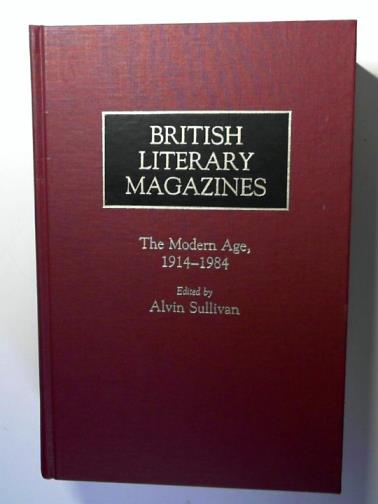 BRITISH
LITERARY
MAGAZINES
The Modern Age,
1914–1984
Edited by
Alvin Sullivan